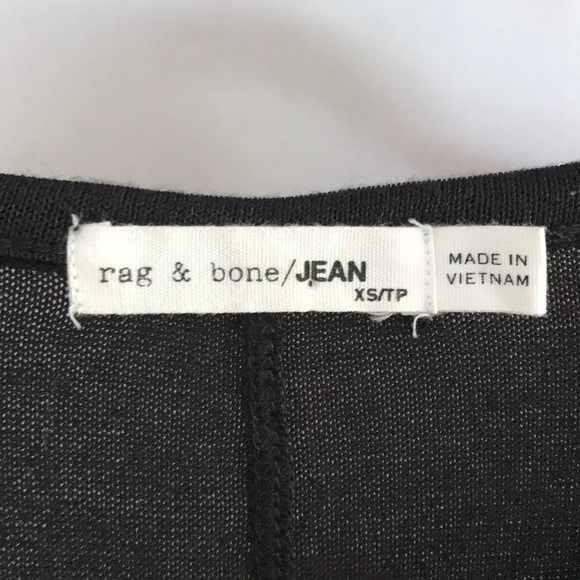 rag & bone/JEAN
XS/TP
MADE IN
VIETNAM